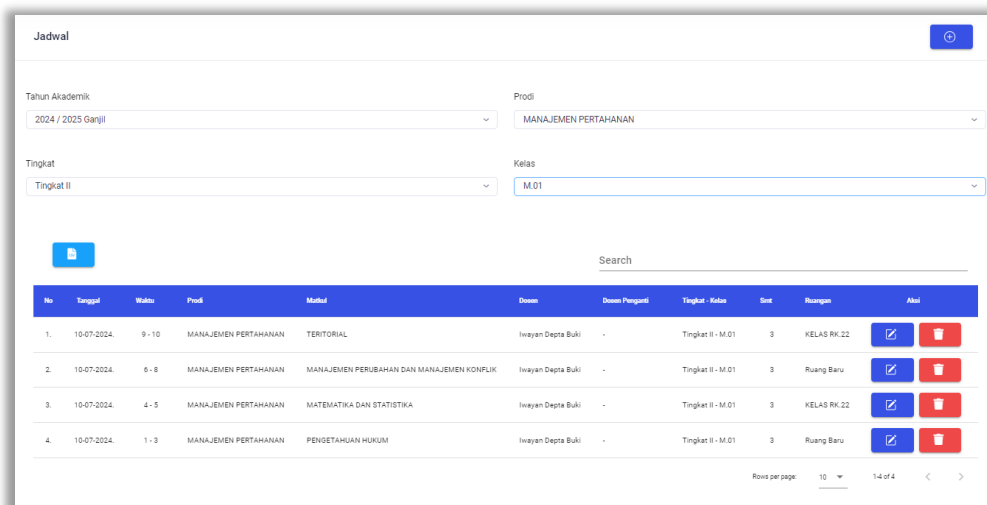 Jadwal
Tahun Akademik Prodi
2024 / 2025 Ganjil MANAJEMEN PERTAHANAN
Tingkat Kelas
Tingkat II M.01
Search
No Tanggal Waktu Prodi Matkul Dosen Dosen Penganti Tingkat - Kelas Smt Ruangan Aksi
1. 10-07-2024. 9 - 10 MANAJEMEN PERTAHANAN TERITORIAL Iwayan Depta Buki - Tingkat II - M.01 3 KELAS RK.22
2. 10-07-2024. 6 - 8 MANAJEMEN PERTAHANAN MANAJEMEN PERUBAHAN DAN MANAJEMEN KONFLIK Iwayan Depta Buki - Tingkat II - M.01 3 Ruang Baru
3. 10-07-2024. 4 - 5 MANAJEMEN PERTAHANAN MATEMATIKA DAN STATISTIKA Iwayan Depta Buki - Tingkat II - M.01 3 KELAS RK.22
4. 10-07-2024. 1 - 3 MANAJEMEN PERTAHANAN PENGETAHUAN HUKUM Iwayan Depta Buki - Tingkat II - M.01 3 Ruang Baru
Rows per page: 10 1-4 of 4